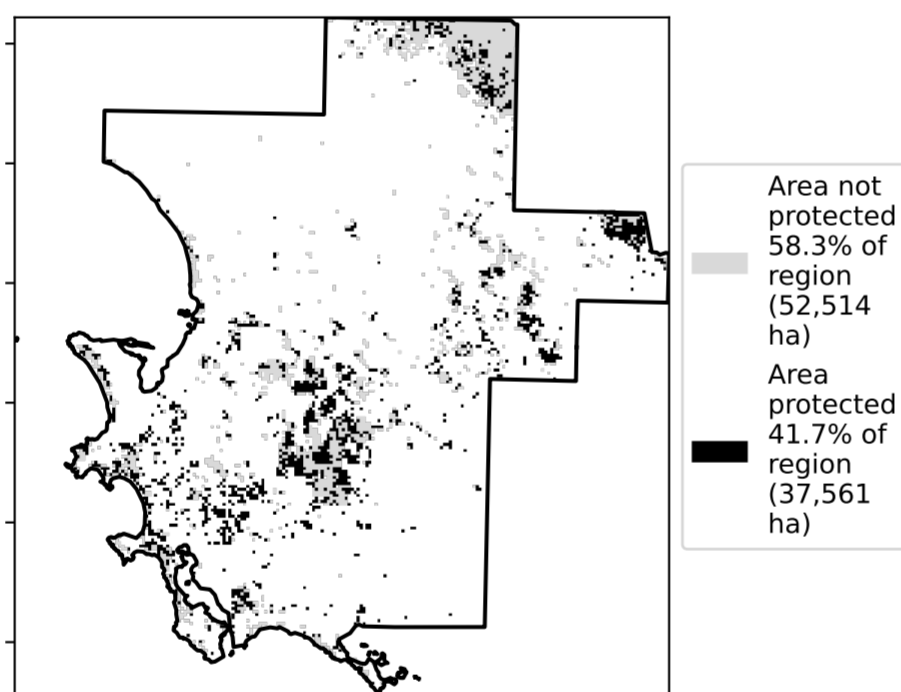 Area not
protected
58.3% of
region
(52,514
ha)
Area
protected
41.7% of
region
(37,561
ha)